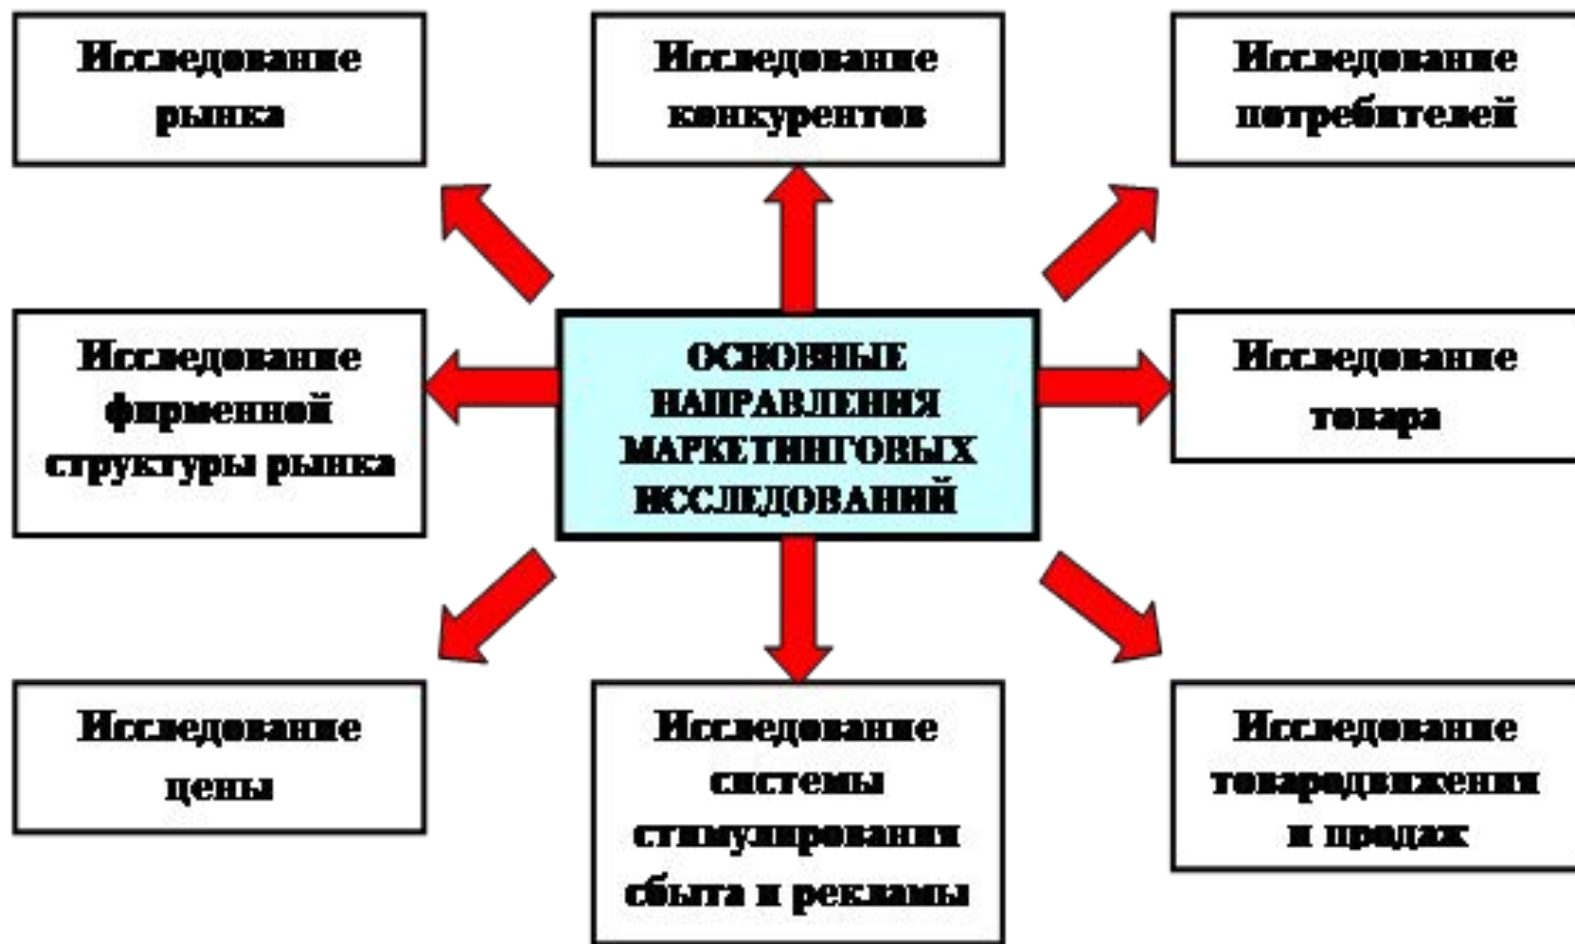 Исследование
рынка
Исследование
конкурентов
Исследование
потребителей
Исследование
фирменной
структуры рынка
ОСНОВНЫЕ
НАПРАВЛЕНИЯ
МАРКЕТИНГОВЫХ
ИССЛЕДОВАНИЙ
Исследование
товара
Исследование
цены
Исследование
системы
стимулирования
сбыта и рекламы
Исследование
товародвижения
и продаж